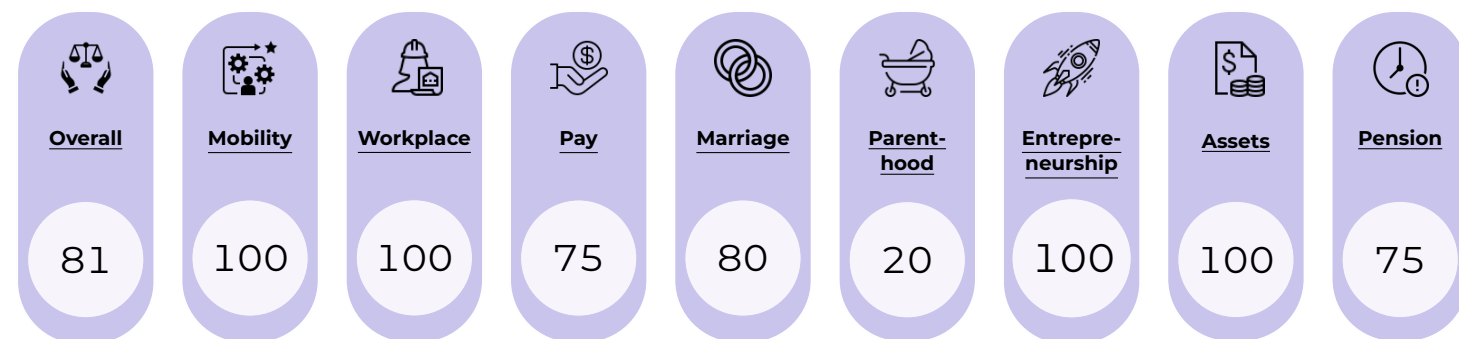 Overall
81
Mobility
100
Workplace
100
Pay
75
Marriage
80
Parent-
hood
20
Entrepre-
neurship
100
Assets
100
Pension
75